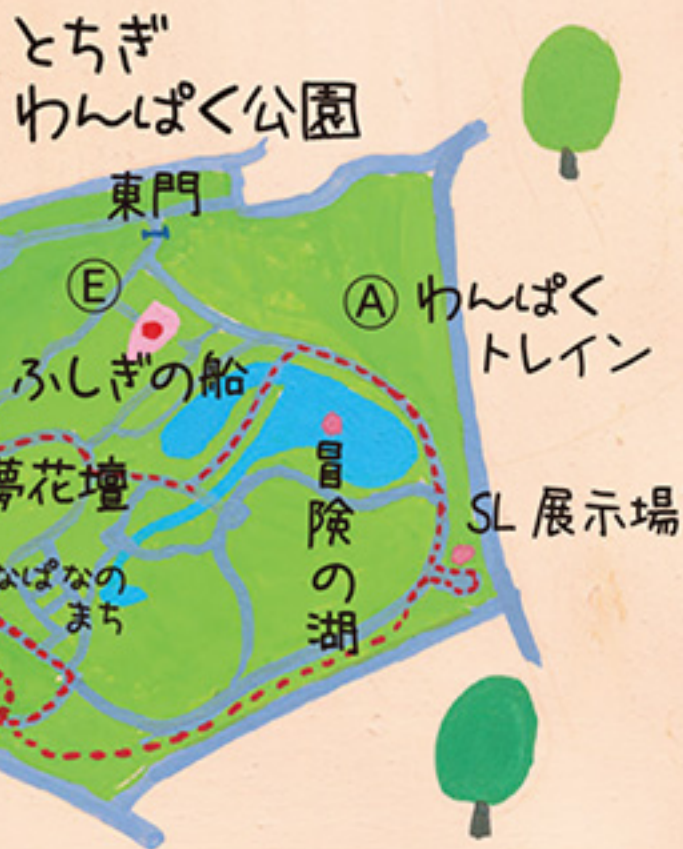 とちぎ
わんぱく公園
東門
Ⓔ
Ⓐ わんぱく
トレイン
ふしぎの船
夢花壇
冒険の湖
SL 展示場
なぱなの
まち